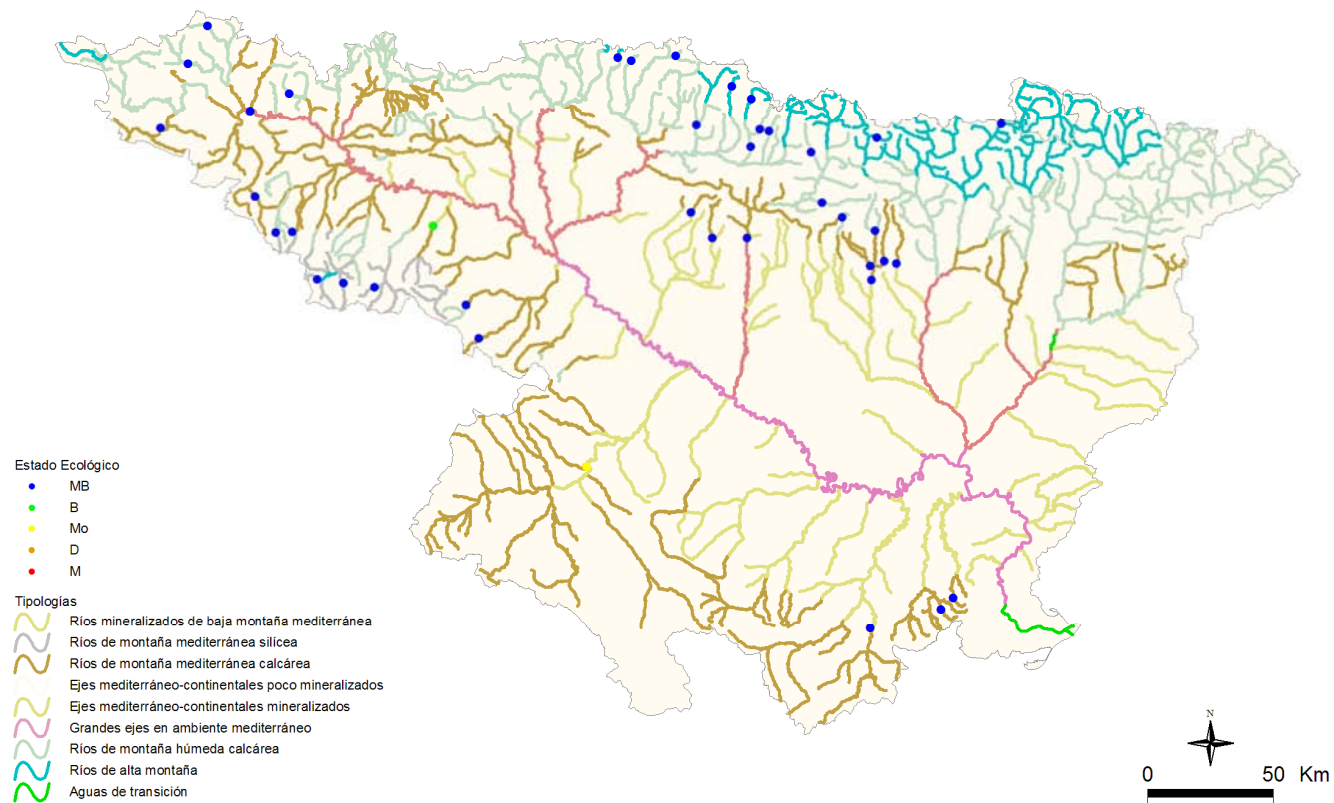 Estado Ecológico
MB
B
Mo
D
M
Tipologías
Ríos mineralizados de baja montaña mediterránea
Ríos de montaña mediterránea silícea
Ríos de montaña mediterránea calcárea
Ejes mediterráneo-continentales poco mineralizados
Ejes mediterráneo-continentales mineralizados
Grandes ejes en ambiente mediterráneo
Ríos de montaña húmeda calcárea
Ríos de alta montaña
Aguas de transición
N
0 50 Km